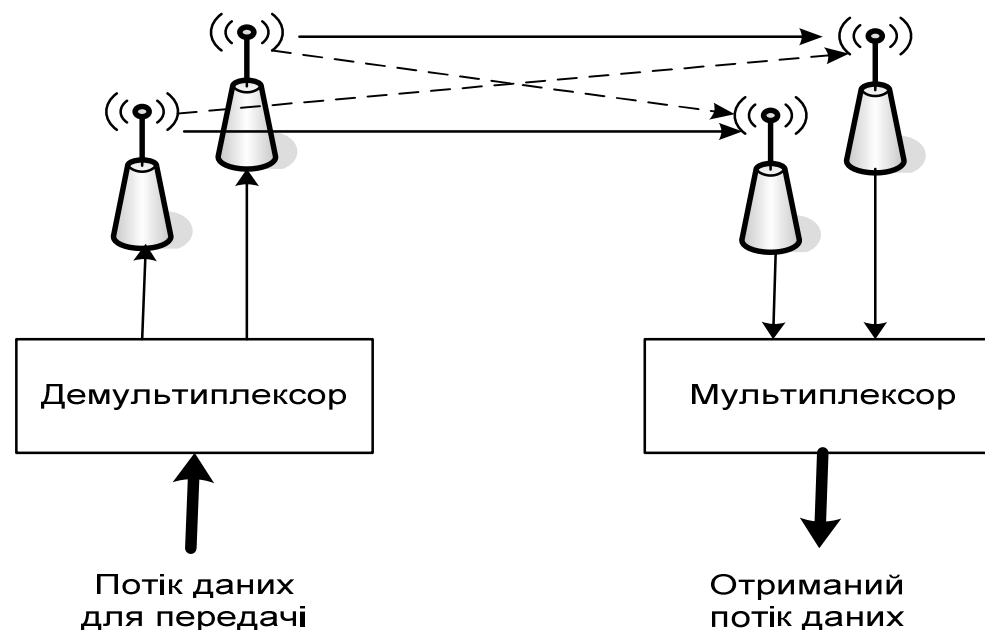 Демультиплексор
Мультиплексор
Потік даних
для передачі
Отриманий
потік даних